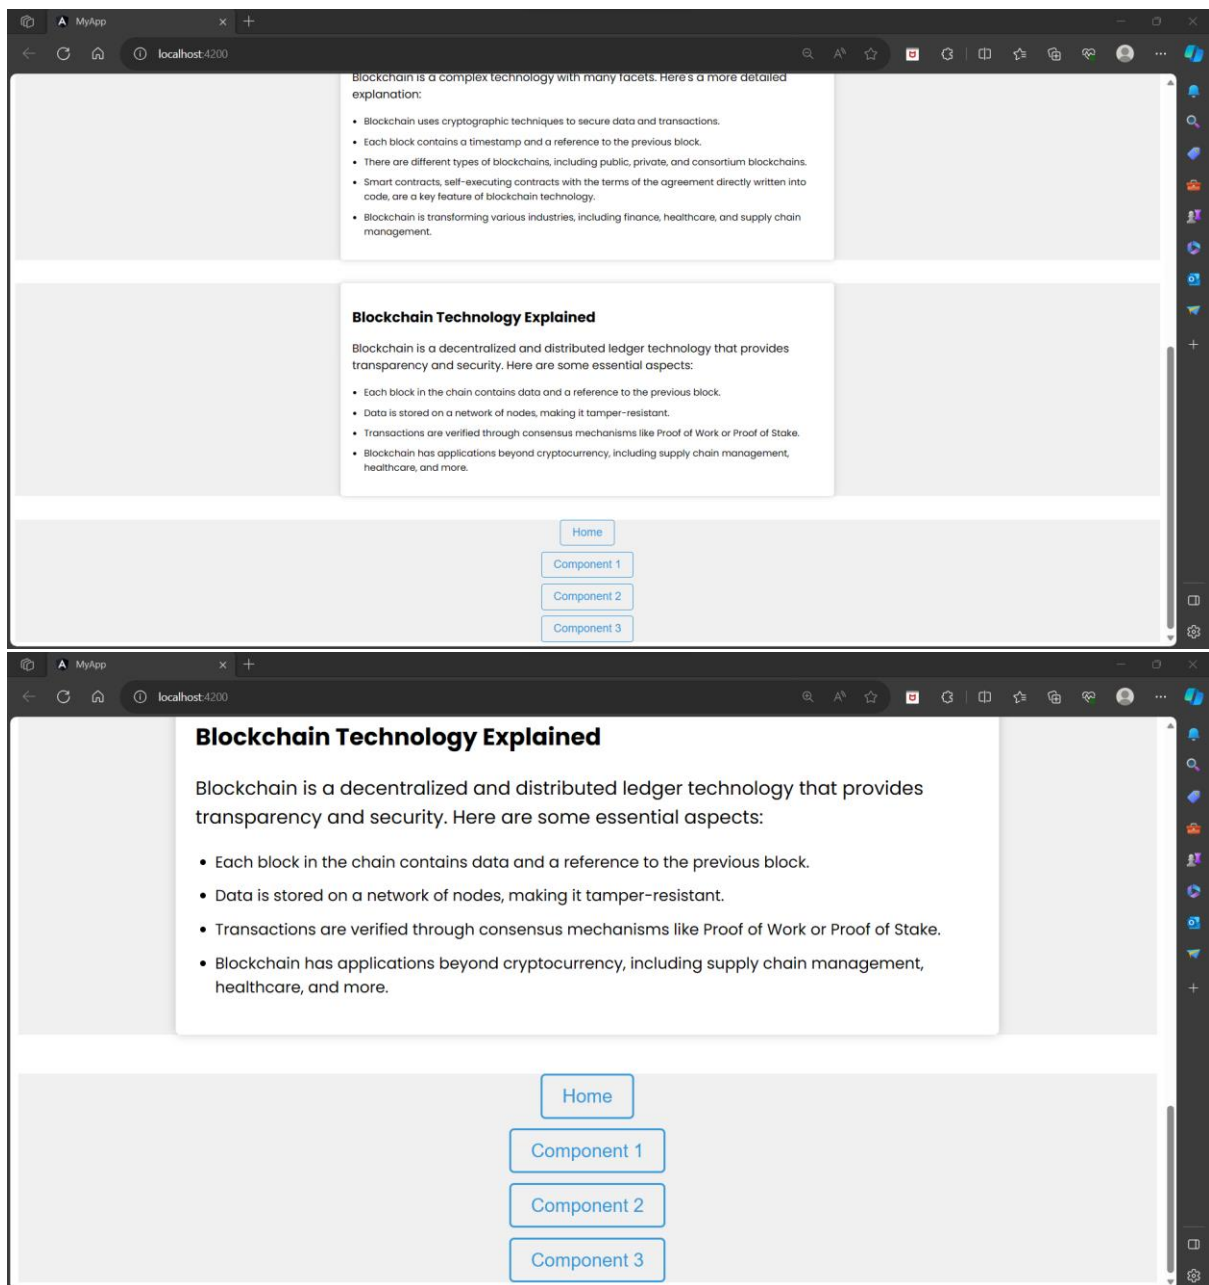 MyApp
localhost:4200
Blockchain is a complex technology with many facets. Here's a more detailed
explanation:
• Blockchain uses cryptographic techniques to secure data and transactions.
• Each block contains a timestamp and a reference to the previous block.
• There are different types of blockchains, including public, private, and consortium blockchains.
• Smart contracts, self-executing contracts with the terms of the agreement directly written into
code, are a key feature of blockchain technology.
• Blockchain is transforming various industries, including finance, healthcare, and supply chain
management.
Blockchain Technology Explained
Blockchain is a decentralized and distributed ledger technology that provides
transparency and security. Here are some essential aspects:
• Each block in the chain contains data and a reference to the previous block.
• Data is stored on a network of nodes, making it tamper-resistant.
• Transactions are verified through consensus mechanisms like Proof of Work or Proof of Stake.
• Blockchain has applications beyond cryptocurrency, including supply chain management,
healthcare, and more.
Home
Component 1
Component 2
Component 3
MyApp
localhost:4200
Blockchain Technology Explained
Blockchain is a decentralized and distributed ledger technology that provides
transparency and security. Here are some essential aspects:
• Each block in the chain contains data and a reference to the previous block.
• Data is stored on a network of nodes, making it tamper-resistant.
• Transactions are verified through consensus mechanisms like Proof of Work or Proof of Stake.
• Blockchain has applications beyond cryptocurrency, including supply chain management,
healthcare, and more.
Home
Component 1
Component 2
Component 3